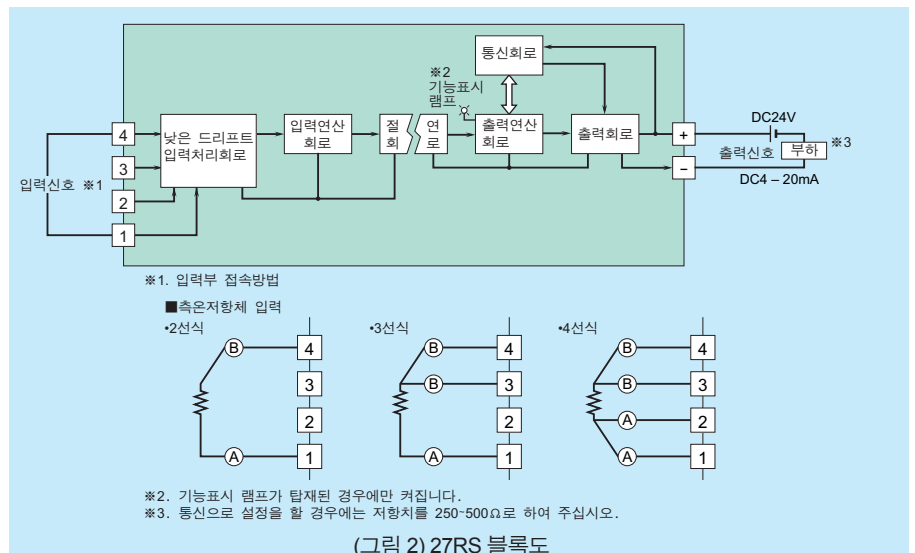 통신회로
※2
기능표시
램프
4
3
2
1
입력신호 ※1
낮은 드리프트
입력처리회로
입력연산
회로
절 연
회 로
출력연산
회로
출력회로
+
−
DC24V
출력신호
부하 ※3
DC4 – 20mA
※1. 입력부 접속방법
■측온저항체 입력
•2선식
B 4
3
2
A 1
•3선식
B 4
B 3
2
A 1
•4선식
B 4
B 3
A 2
A 1
※2. 기능표시 램프가 탑재된 경우에만 켜집니다.
※3. 통신으로 설정을 할 경우에는 저항치를 250~500Ω로 하여 주십시오.
(그림 2) 27RS 블록도